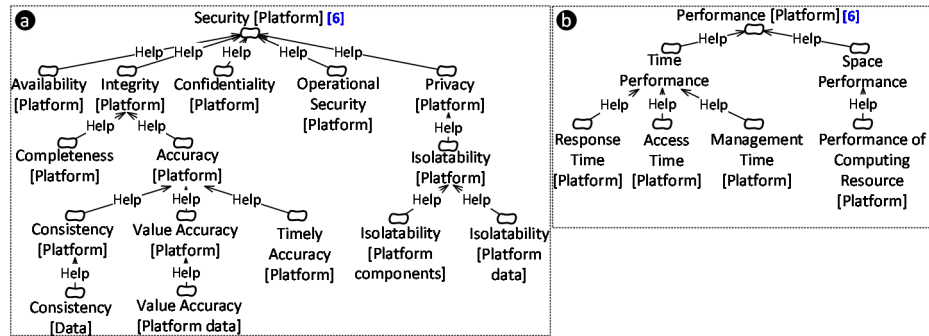 a
Security [Platform] [6]
Help Help Help Help Help
Availability
[Platform]
Integrity
[Platform]
Confidentiality
[Platform]
Operational
Security
[Platform]
Privacy
[Platform]
Help Help
Help
Completeness
[Platform]
Accuracy
[Platform]
Isolatability
[Platform]
Help Help Help
Help Help
Consistency
[Platform]
Value Accuracy
[Platform]
Timely
Accuracy
[Platform]
Isolatability
[Platform
components]
Isolatability
[Platform
data]
Help Help
Consistency
[Data]
Value Accuracy
[Platform data]
b
Performance [Platform] [6]
Help Help
Time
Performance
Space
Performance
Help Help Help
Help
Response
Time
[Platform]
Access
Time
[Platform]
Management
Time
[Platform]
Performance of
Computing
Resource
[Platform]